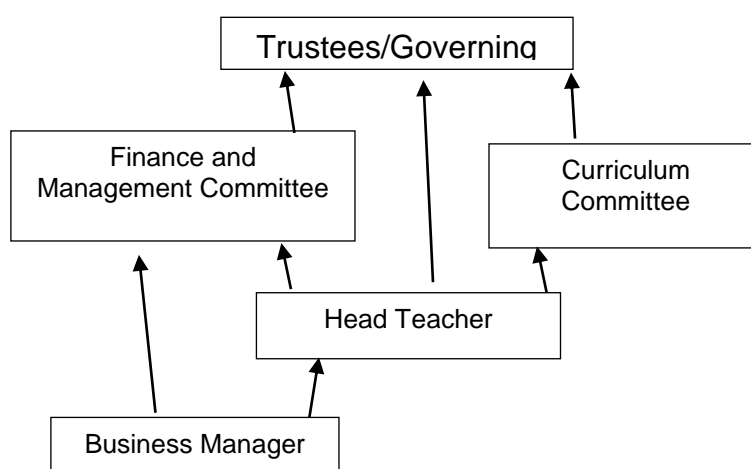 Trustees/Governing
Finance and
Management Committee
Curriculum
Committee
Head Teacher
Business Manager